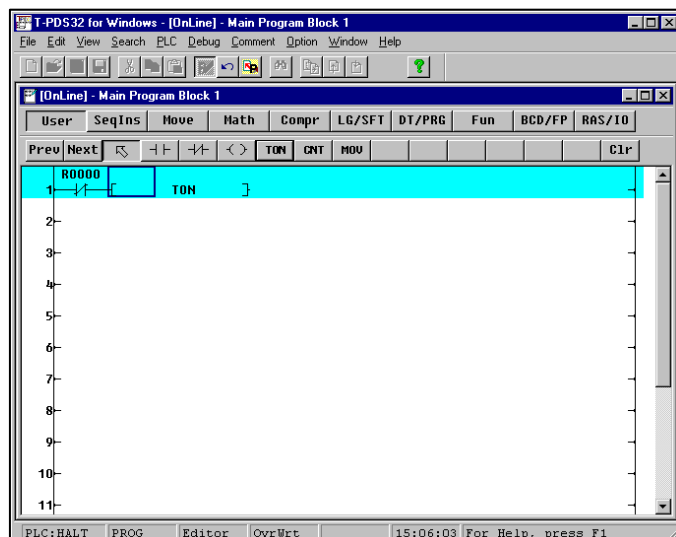 T-PDS32 for Windows - [OnLine] - Main Program Block 1
File Edit View Search PLC Debug Comment Option Window Help
[OnLine] - Main Program Block 1
User SeqIns Move Math Compr LG/SFT DT/PRG Fun BCD/FP RAS/IO
Prev Next TON CNT MOV Clr
R0000
1 TON
2
3
4
5
6
7
8
9
10
11
PLC:HALT PROG Editor OvrWrt 15:06:03 For Help, press F1